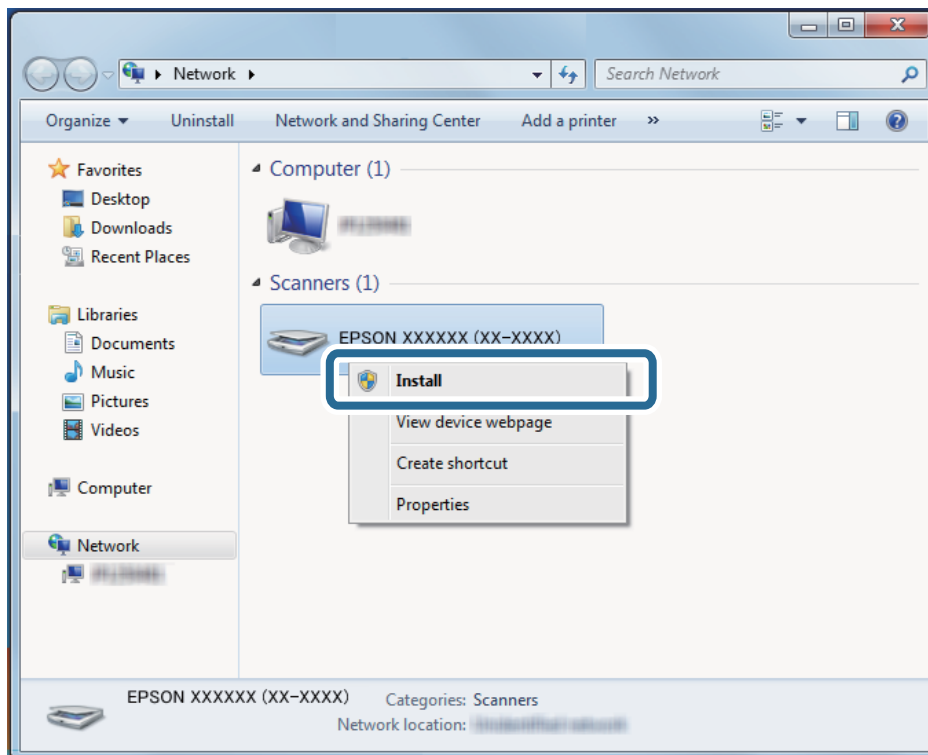 Network
Search Network
Organize Uninstall Network and Sharing Center Add a printer »
Favorites
Desktop
Downloads
Recent Places
Libraries
Documents
Music
Pictures
Videos
Computer
Network
Computer (1)
Scanners (1)
EPSON XXXXXX (XX-XXXX)
Install
View device webpage
Create shortcut
Properties
EPSON XXXXXX (XX-XXXX) Categories: Scanners
Network location: